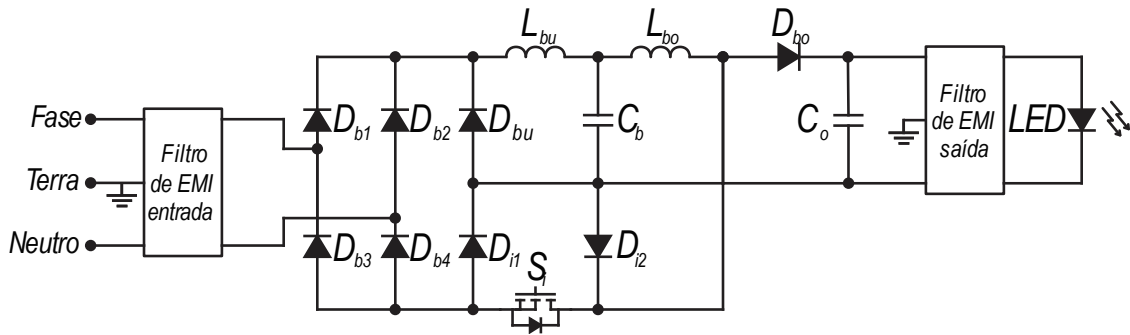 L_bu
L_bo
D_bo
Fase
Terra
Neutro
Filtro
de EMI
entrada
D_b1
D_b2
D_bu
C_b
C_o
Filtro
de EMI
saída
LED
D_b3
D_b4
D_i1
D_i2
S_i